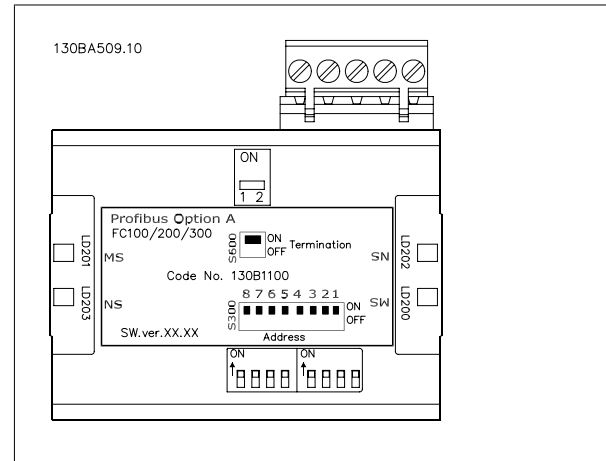 130BA509.10
ON
1 2
Profibus Option A
FC100/200/300
S600
ON
OFF
Termination
LD201
MS
SN
LD202
Code No. 130B1100
LD203
NS
8 7 6 5 4 3 2 1
S300
ON
OFF
SW
LD200
SW.ver.XX.XX
Address
ON
ON